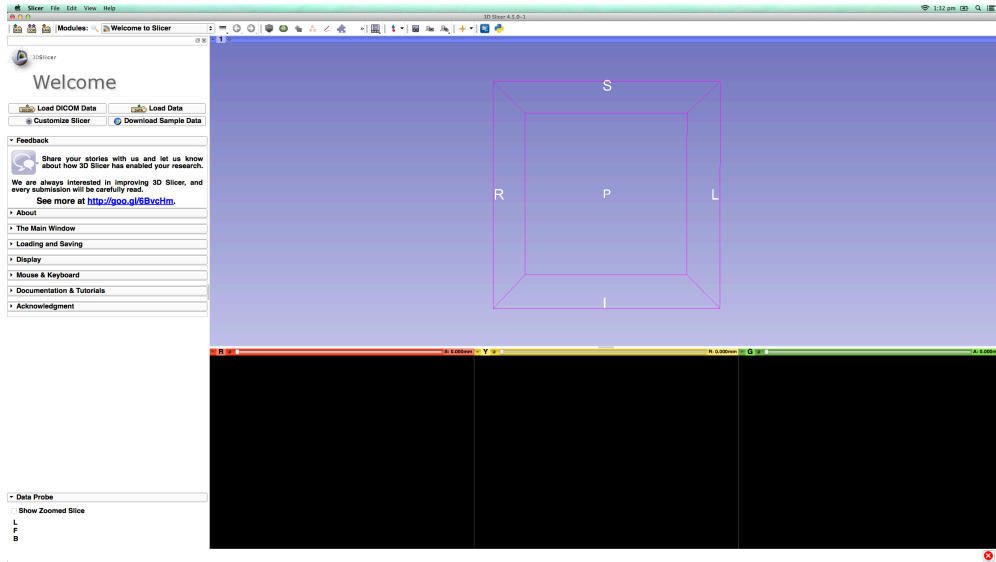 Slicer File Edit View Help
1:32 pm
3D Slicer 4.5.0-1
Modules: Welcome to Slicer
1
3DSlicer
Welcome
Load DICOM Data
Load Data
Customize Slicer
Download Sample Data
Feedback
Share your stories with us and let us know
about how 3D Slicer has enabled your research.
We are always interested in improving 3D Slicer, and
every submission will be carefully read.
See more at http://goo.gl/6BvcHm.
About
The Main Window
Loading and Saving
Display
Mouse & Keyboard
Documentation & Tutorials
Acknowledgment
S
R P L
I
R S: 0.000mm Y R: 0.000mm G A: 0.000m
Data Probe
Show Zoomed Slice
L
F
B